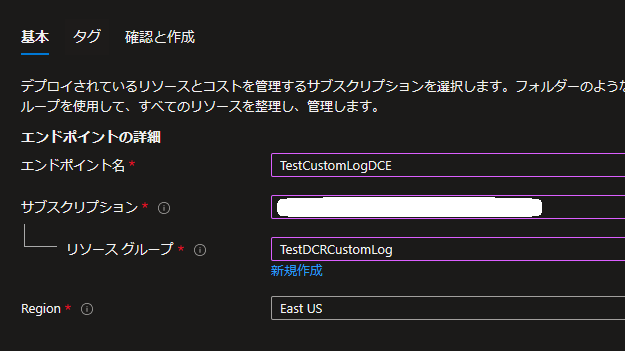 基本 タグ 確認と作成
デプロイされているリソースとコストを管理するサブスクリプションを選択します。フォルダーのような
ループを使用して、すべてのリソースを整理し、管理します。
エンドポイントの詳細
エンドポイント名 * TestCustomLogDCE
サブスクリプション *
リソース グループ * TestDCRCustomLog
新規作成
Region * East US